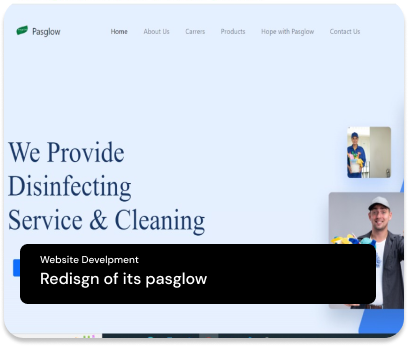 Pasglow
Home About Us Carrers Products Hope with Pasglow Contact Us
We Provide
Disinfecting
Service & Cleaning
Website Develpment
Redisgn of its pasglow